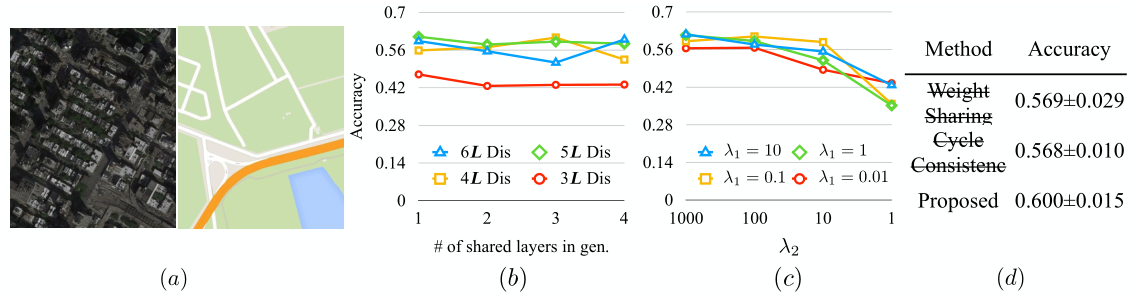 0.7
0.56
0.42
0.28
0.14
0
Accuracy
6L Dis
5L Dis
4L Dis
3L Dis
1 2 3 4
# of shared layers in gen.
0.7
0.56
0.42
0.28
0.14
0
λ₁ = 10
λ₁ = 1
λ₁ = 0.1
λ₁ = 0.01
1000 100 10 1
λ₂
Method Accuracy
Weight
Sharing
0.569±0.029
Cycle
Consistenc
0.568±0.010
Proposed 0.600±0.015
(a) (b) (c) (d)